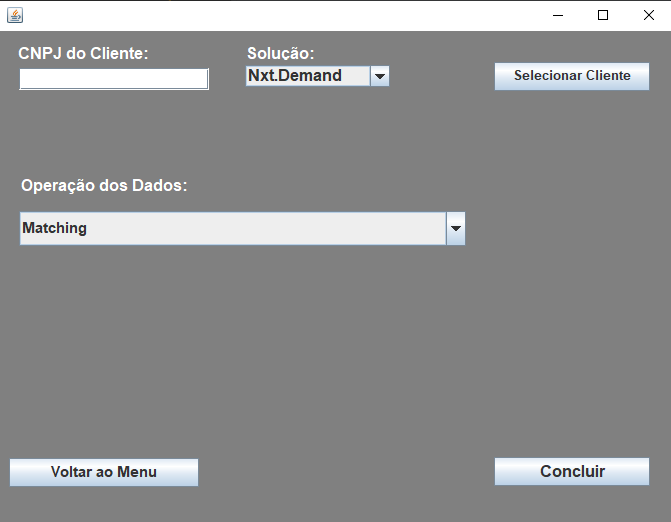 CNPJ do Cliente:
Solução:
Nxt.Demand
Selecionar Cliente
Operação dos Dados:
Matching
Voltar ao Menu
Concluir